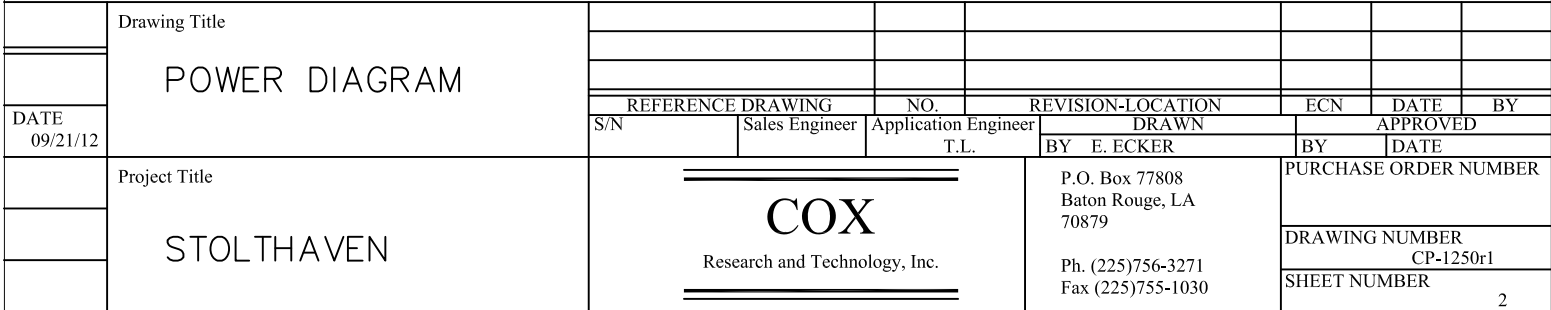 Drawing Title
POWER DIAGRAM
DATE
09/21/12
REFERENCE DRAWING NO. REVISION-LOCATION ECN DATE BY
S/N Sales Engineer Application Engineer DRAWN APPROVED
T.L. BY E. ECKER BY DATE
Project Title
STOLTHAVEN
COX
Research and Technology, Inc.
P.O. Box 77808
Baton Rouge, LA
70879
Ph. (225)756-3271
Fax (225)755-1030
PURCHASE ORDER NUMBER
DRAWING NUMBER
CP-1250r1
SHEET NUMBER
2